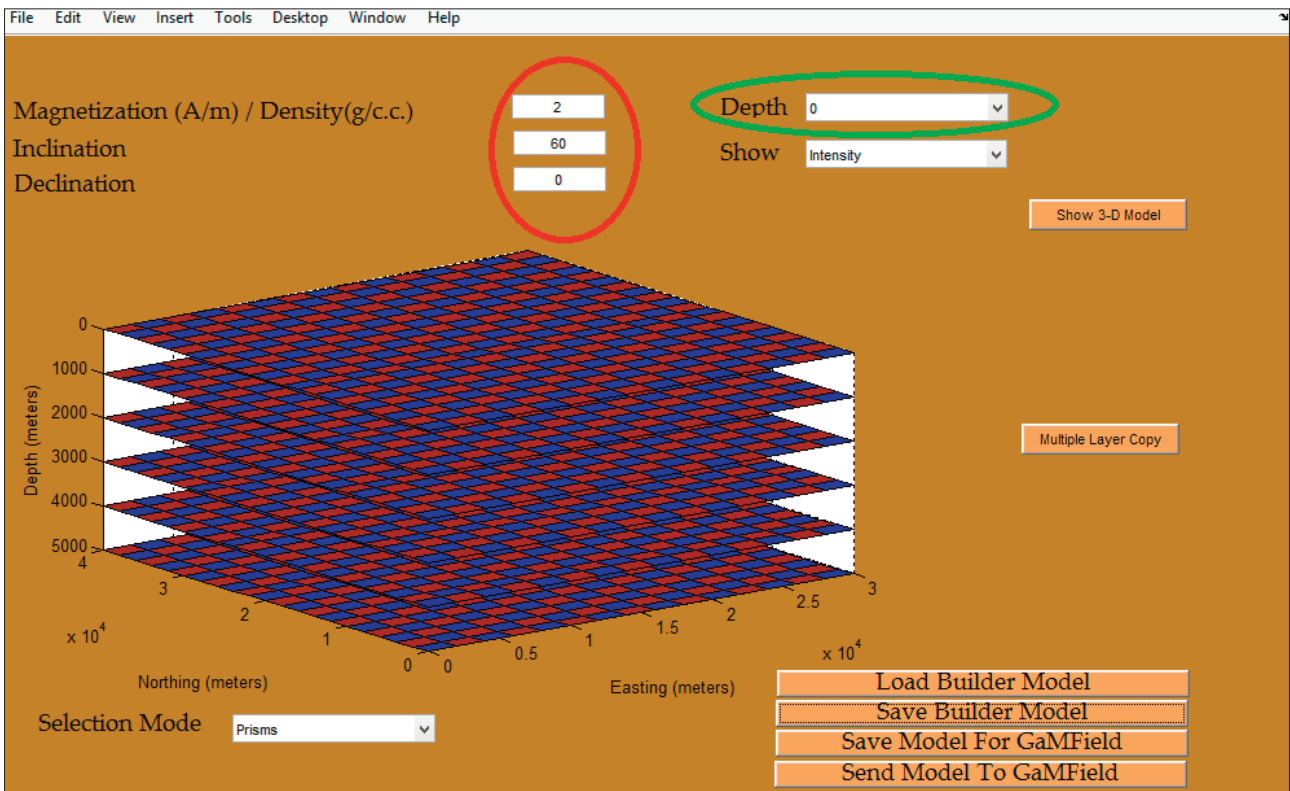 File Edit View Insert Tools Desktop Window Help
Magnetization (A/m) / Density(g/c.c.)
2
Depth
0
Inclination
60
Show
Intensity
Declination
0
Show 3-D Model
0
1000
2000
3000
4000
5000
Depth (meters)
Multiple Layer Copy
4
3
2
1
0
x 10^4
Northing (meters)
0
0.5
1
1.5
2
2.5
3
x 10^4
Easting (meters)
Selection Mode
Prisms
Load Builder Model
Save Builder Model
Save Model For GaMField
Send Model To GaMField